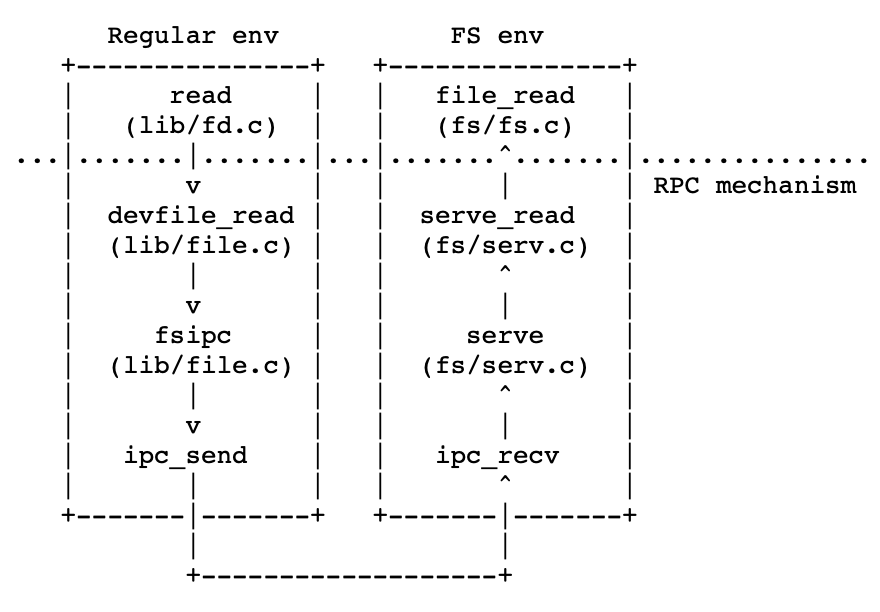 Regular env           FS env
   +---------------+   +---------------+
   |      read     |   |   file_read   |
   |   (lib/fd.c)  |   |   (fs/fs.c)   |
...|.......|.......|...|.......^.......|...............
   |       v       |   |       |       | RPC mechanism
   |  devfile_read |   |  serve_read   |
   |  (lib/file.c) |   |  (fs/serv.c)  |
   |       |       |   |       ^       |
   |       v       |   |       |       |
   |     fsipc     |   |     serve     |
   |  (lib/file.c) |   |  (fs/serv.c)  |
   |       |       |   |       ^       |
   |       v       |   |       |       |
   |   ipc_send    |   |   ipc_recv    |
   |       |       |   |       ^       |
   +-------|-------+   +-------|-------+
           |                   |
           +-------------------+